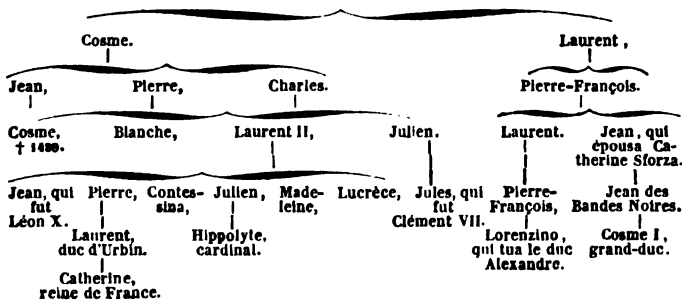 Cosme. Laurent,
Jean, Pierre, Charles. Pierre-François.
Cosme, Blanche, Laurent II, Julien. Laurent. Jean, qui
† 1499. épousa Ca-
therine Sforza.
Jean, qui Pierre, Contes- Julien, Made- Lucrèce, Jules, qui Pierre- Jean des
fut sina, leine, fut François, Bandes Noires.
Léon X. Clément VII.
Laurent, Hippolyte, Lorenzino, Cosme I,
duc d'Urbin. cardinal. qui tua le duc grand-duc.
Alexandre.
Catherine,
reine de France.